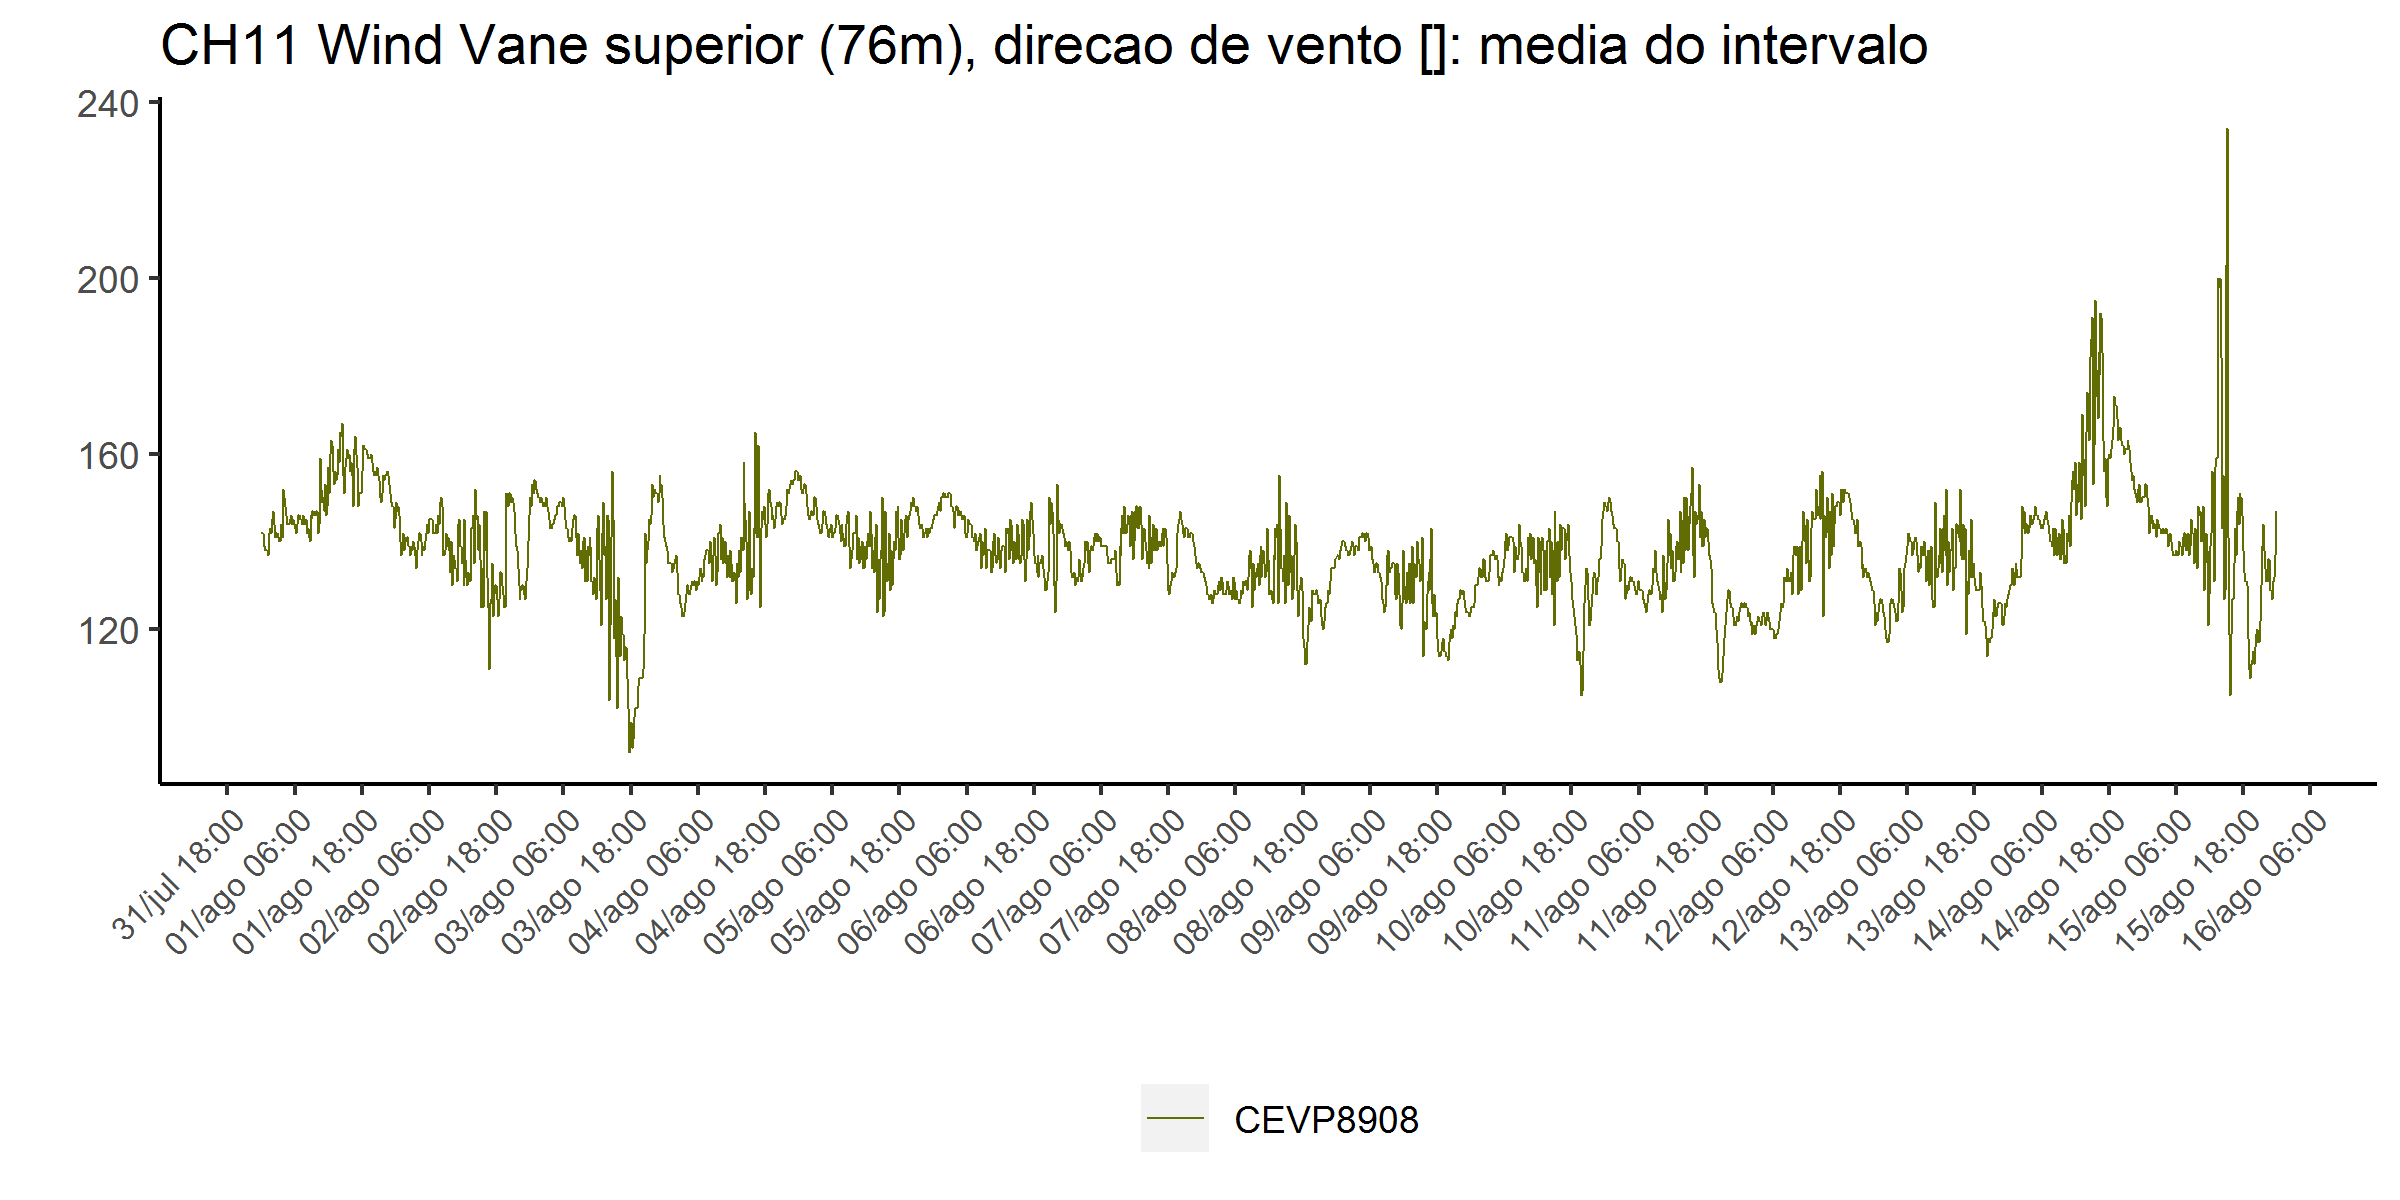 CH11 Wind Vane superior (76m), direcao de vento []: media do intervalo
240
200
160
120
31/jul 18:00
01/ago 06:00
01/ago 18:00
02/ago 06:00
02/ago 18:00
03/ago 06:00
03/ago 18:00
04/ago 06:00
04/ago 18:00
05/ago 06:00
05/ago 18:00
06/ago 06:00
06/ago 18:00
07/ago 06:00
07/ago 18:00
08/ago 06:00
08/ago 18:00
09/ago 06:00
09/ago 18:00
10/ago 06:00
10/ago 18:00
11/ago 06:00
11/ago 18:00
12/ago 06:00
12/ago 18:00
13/ago 06:00
13/ago 18:00
14/ago 06:00
14/ago 18:00
15/ago 06:00
15/ago 18:00
16/ago 06:00
CEVP8908